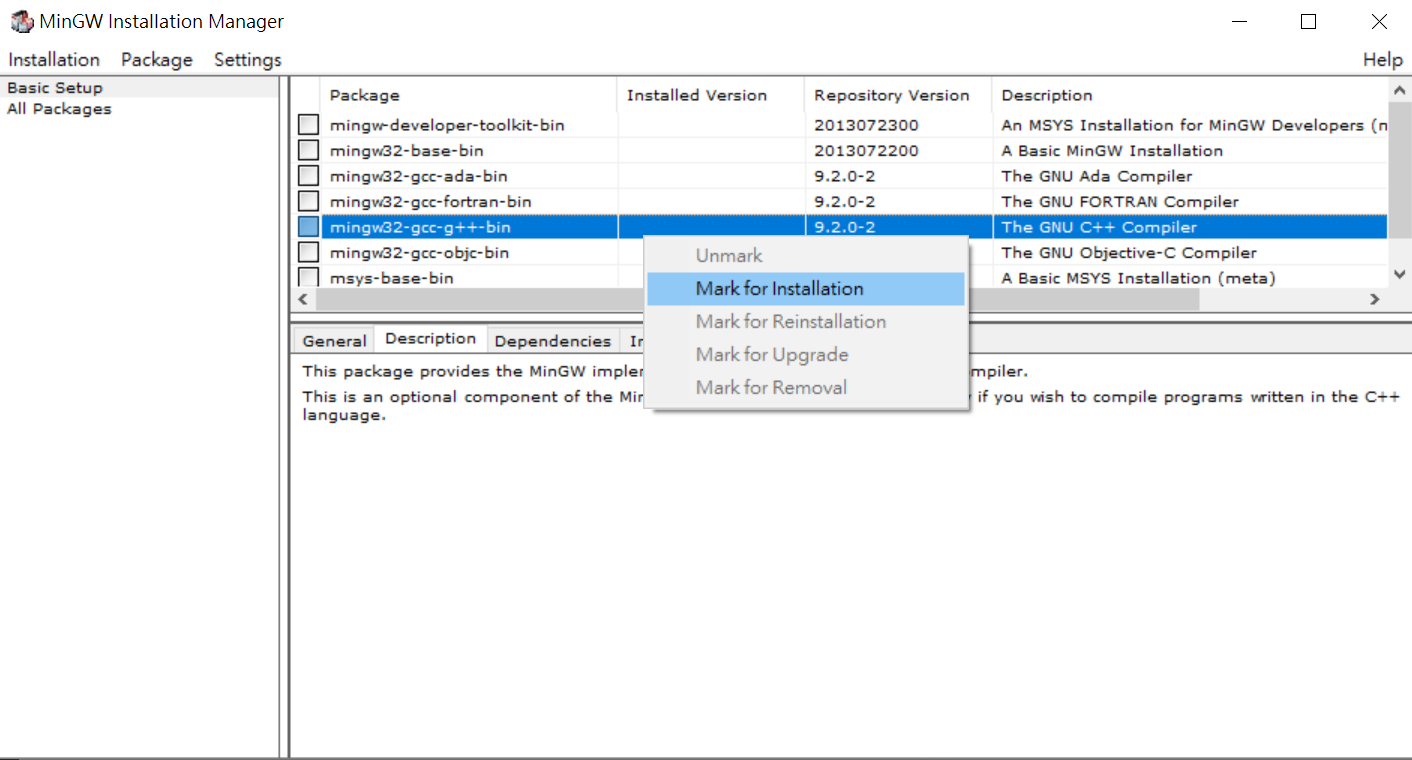 MinGW Installation Manager
Installation Package Settings Help
Basic Setup
All Packages
Package Installed Version Repository Version Description
mingw-developer-toolkit-bin 2013072300 An MSYS Installation for MinGW Developers (n
mingw32-base-bin 2013072200 A Basic MinGW Installation
mingw32-gcc-ada-bin 9.2.0-2 The GNU Ada Compiler
mingw32-gcc-fortran-bin 9.2.0-2 The GNU FORTRAN Compiler
mingw32-gcc-g++-bin 9.2.0-2 The GNU C++ Compiler
mingw32-gcc-objc-bin The GNU Objective-C Compiler
msys-base-bin A Basic MSYS Installation (meta)
Unmark
Mark for Installation
Mark for Reinstallation
Mark for Upgrade
Mark for Removal
General Description Dependencies
This package provides the MinGW impler mpiler.
This is an optional component of the Min if you wish to compile programs written in the C++
language.